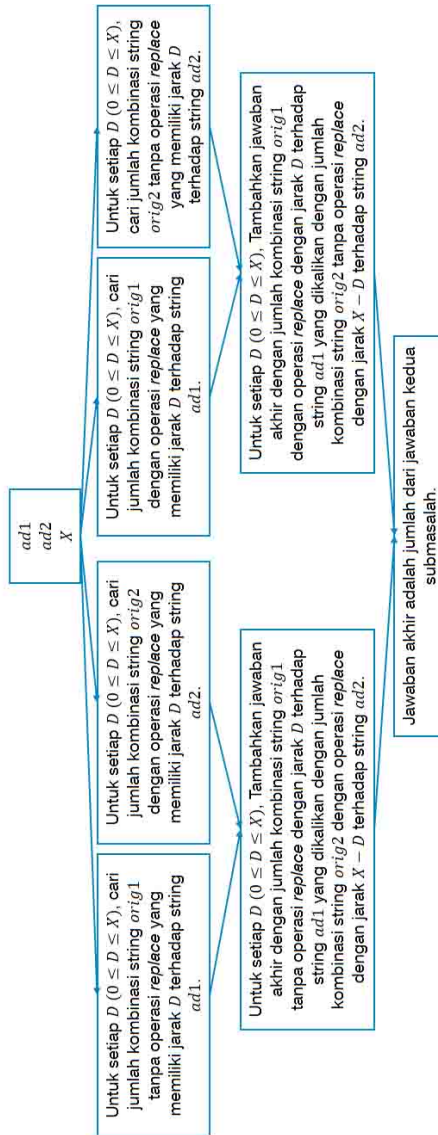 ad1
ad2
X
Untuk setiap D (0 ≤ D ≤ X), cari
jumlah kombinasi string orig1
tanpa operasi replace yang
memiliki jarak D terhadap string
ad1.
Untuk setiap D (0 ≤ D ≤ X), cari
jumlah kombinasi string orig2
dengan operasi replace yang
memiliki jarak D terhadap string
ad2.
Untuk setiap D (0 ≤ D ≤ X), cari
jumlah kombinasi string orig1
dengan operasi replace yang
memiliki jarak D terhadap string
ad1.
Untuk setiap D (0 ≤ D ≤ X),
cari jumlah kombinasi string
orig2 tanpa operasi replace
yang memiliki jarak D
terhadap string ad2.
Untuk setiap D (0 ≤ D ≤ X), Tambahkan jawaban
akhir dengan jumlah kombinasi string orig1
tanpa operasi replace dengan jarak D terhadap
string ad1 yang dikalikan dengan jumlah
kombinasi string orig2 dengan operasi replace
dengan jarak X − D terhadap string ad2.
Untuk setiap D (0 ≤ D ≤ X), Tambahkan jawaban
akhir dengan jumlah kombinasi string orig1
dengan operasi replace dengan jarak D terhadap
string ad1 yang dikalikan dengan jumlah
kombinasi string orig2 tanpa operasi replace
dengan jarak X − D terhadap string ad2.
Jawaban akhir adalah jumlah dari jawaban kedua
submasalah.